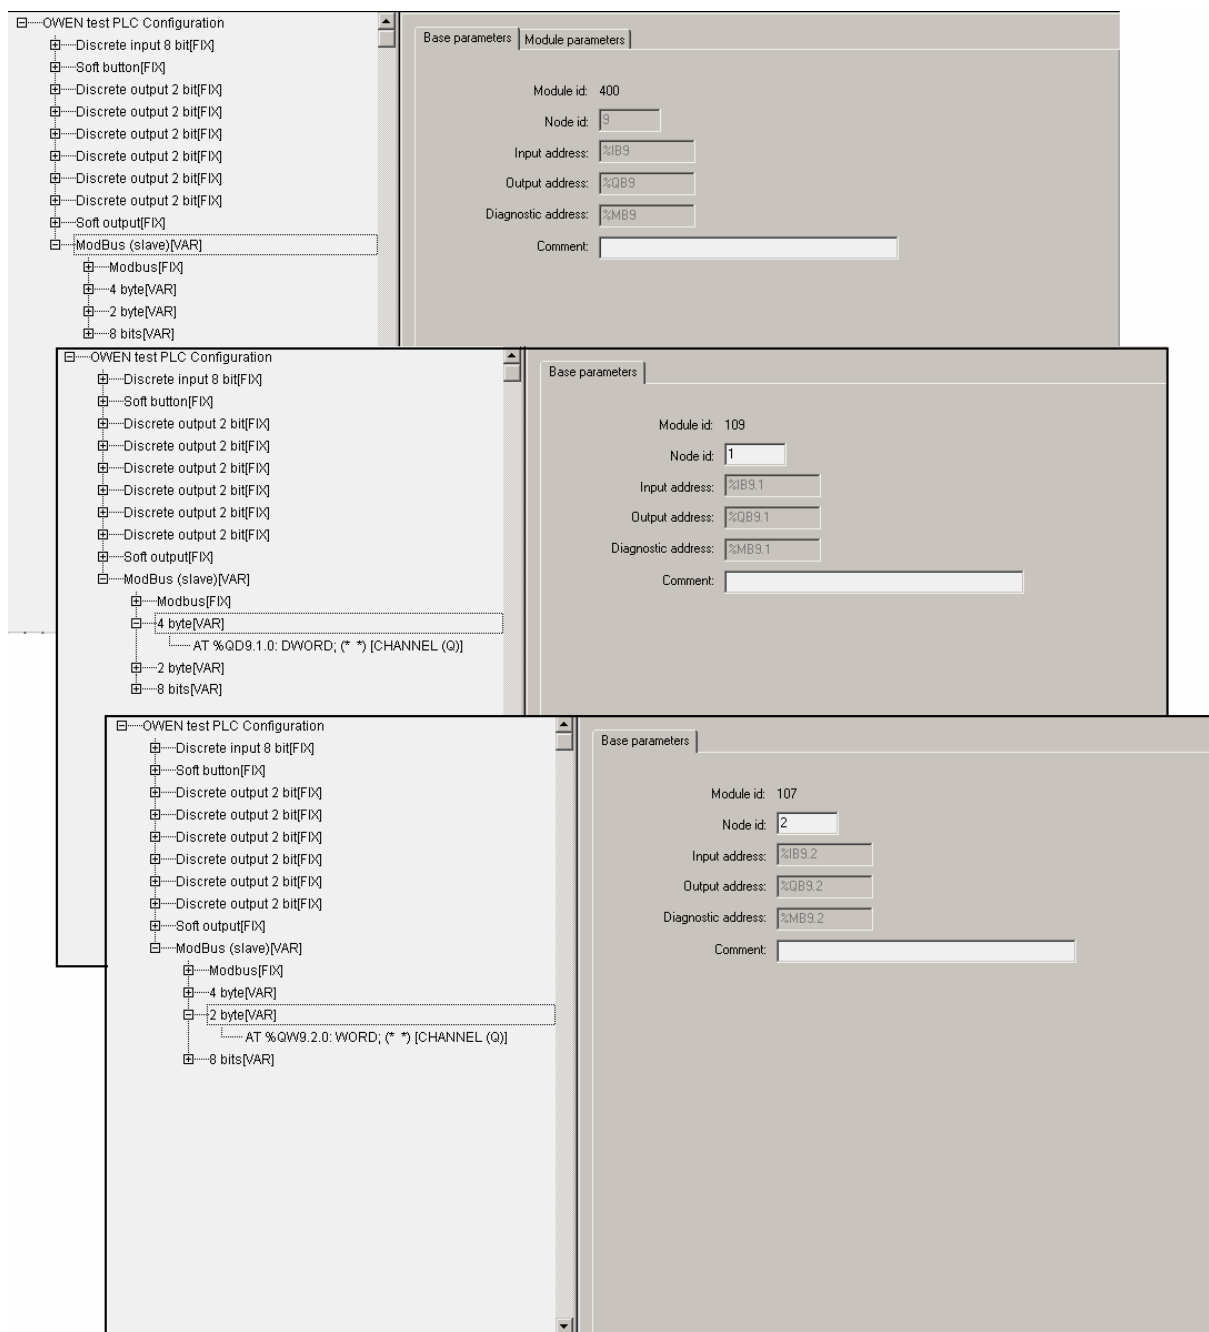 OWEN test PLC Configuration
Discrete input 8 bit[FIX]
Soft button[FIX]
Discrete output 2 bit[FIX]
Discrete output 2 bit[FIX]
Discrete output 2 bit[FIX]
Discrete output 2 bit[FIX]
Discrete output 2 bit[FIX]
Discrete output 2 bit[FIX]
Soft output[FIX]
ModBus (slave)[VAR]
Modbus[FIX]
4 byte[VAR]
2 byte[VAR]
8 bits[VAR]
Base parameters Module parameters
Module id: 400
Node id: 9
Input address: %IB9
Output address: %QB9
Diagnostic address: %MB9
Comment:
OWEN test PLC Configuration
Discrete input 8 bit[FIX]
Soft button[FIX]
Discrete output 2 bit[FIX]
Discrete output 2 bit[FIX]
Discrete output 2 bit[FIX]
Discrete output 2 bit[FIX]
Discrete output 2 bit[FIX]
Discrete output 2 bit[FIX]
Soft output[FIX]
ModBus (slave)[VAR]
Modbus[FIX]
4 byte[VAR]
AT %QD9.1.0: DWORD; (* *) [CHANNEL (Q)]
2 byte[VAR]
8 bits[VAR]
Base parameters
Module id: 109
Node id: 1
Input address: %IB9.1
Output address: %QB9.1
Diagnostic address: %MB9.1
Comment:
OWEN test PLC Configuration
Discrete input 8 bit[FIX]
Soft button[FIX]
Discrete output 2 bit[FIX]
Discrete output 2 bit[FIX]
Discrete output 2 bit[FIX]
Discrete output 2 bit[FIX]
Discrete output 2 bit[FIX]
Discrete output 2 bit[FIX]
Soft output[FIX]
ModBus (slave)[VAR]
Modbus[FIX]
4 byte[VAR]
2 byte[VAR]
AT %QW9.2.0: WORD; (* *) [CHANNEL (Q)]
8 bits[VAR]
Base parameters
Module id: 107
Node id: 2
Input address: %IB9.2
Output address: %QB9.2
Diagnostic address: %MB9.2
Comment: